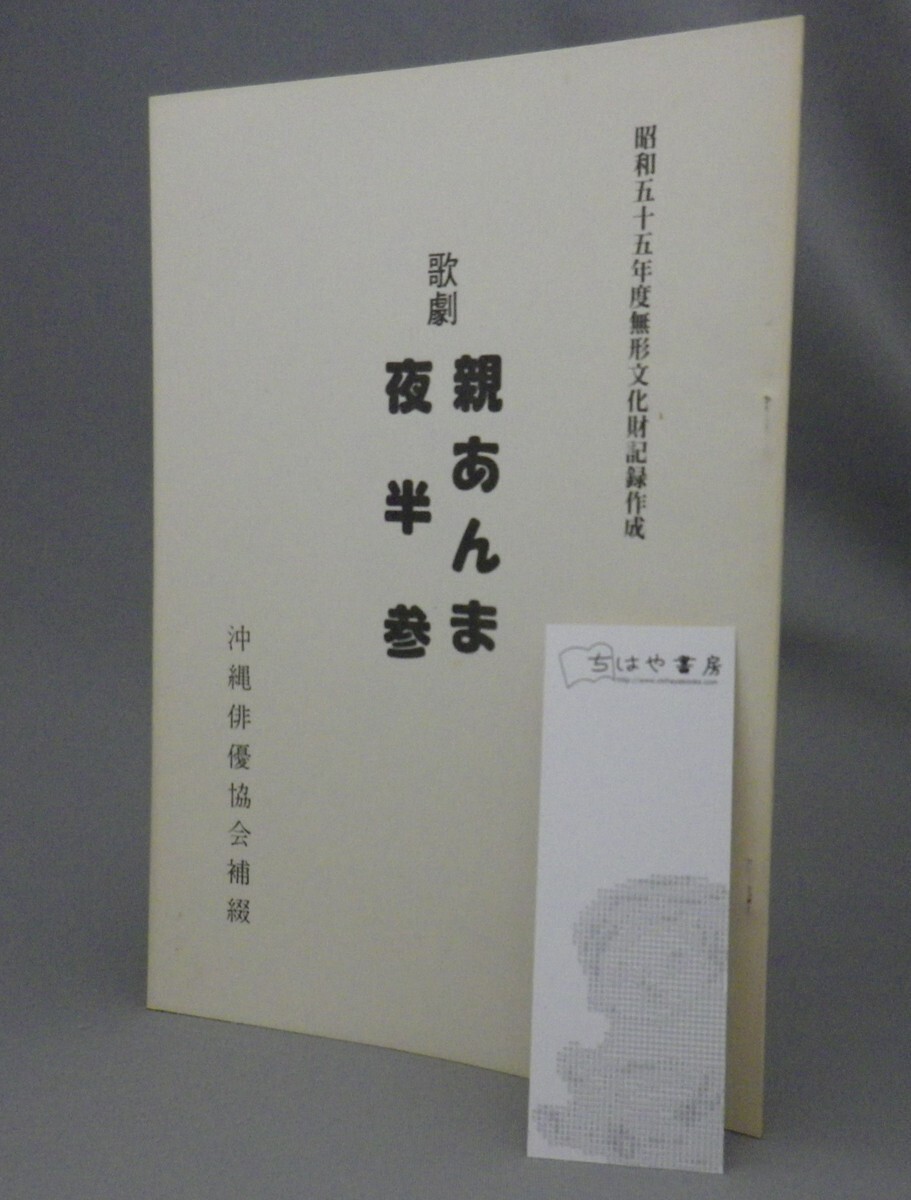 昭和五十五年度無形文化財記録作成
歌劇
親あんま
夜半参
沖縄俳優協会補綴
ちはや書房